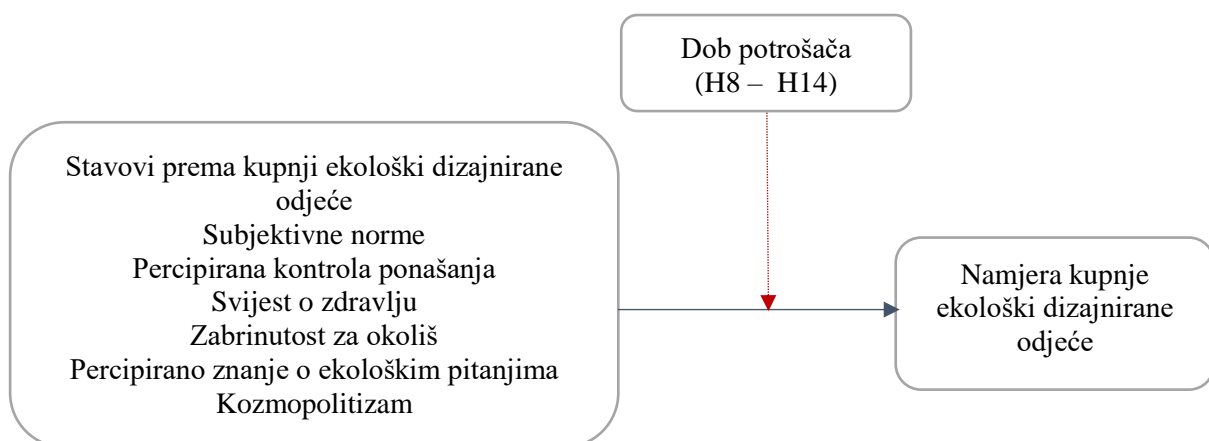 Dob potrošača
(H8 – H14)
Stavovi prema kupnji ekološki dizajnirane
odjeće
Subjektivne norme
Percipirana kontrola ponašanja
Svijest o zdravlju
Zabrinutost za okoliš
Percipirano znanje o ekološkim pitanjima
Kozmopolitizam
Namjera kupnje
ekološki dizajnirane
odjeće